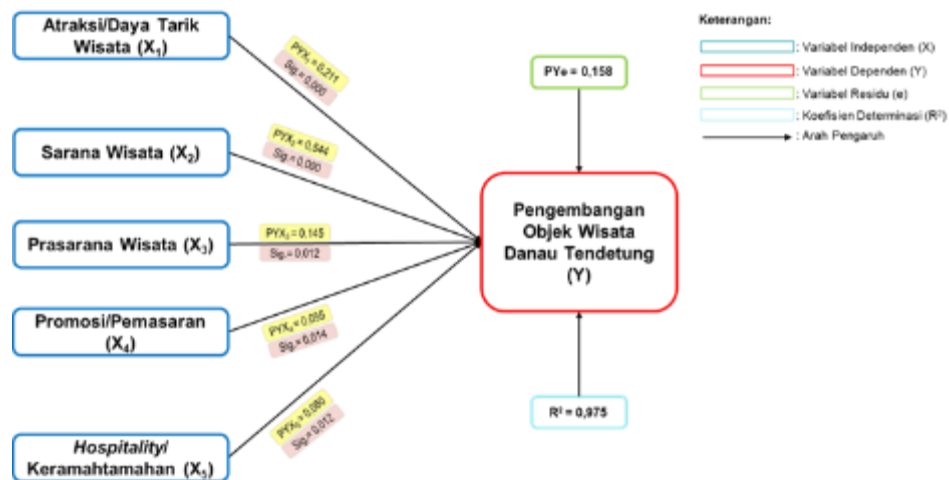 Atraksi/Daya Tarik
Wisata (X₁)
PYX₁ = 0,211
Sig.= 0,000
Sarana Wisata (X₂)
PYX₂ = 0,544
Sig.= 0,000
Prasarana Wisata (X₃)
PYX₃ = 0,145
Sig.= 0,012
Promosi/Pemasaran
(X₄)
Sig.= 0,014
Hospitality/
Keramahtamahan (X₅)
PYX₅ = 0,080
Sig.= 0,012
PYe = 0,158
Pengembangan
Objek Wisata
Danau Tendetung
(Y)
R² = 0,975
Keterangan:
: Variabel Independen (X)
: Variabel Dependen (Y)
: Variabel Residu (e)
: Koefisien Determinasi (R²)
: Arah Pengaruh